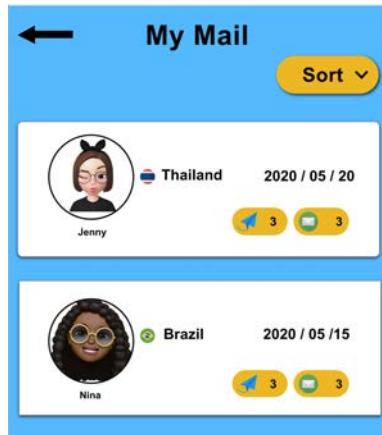 My Mail
Sort
Thailand 2020 / 05 / 20
3 3
Jenny
Brazil 2020 / 05 /15
3 3
Nina